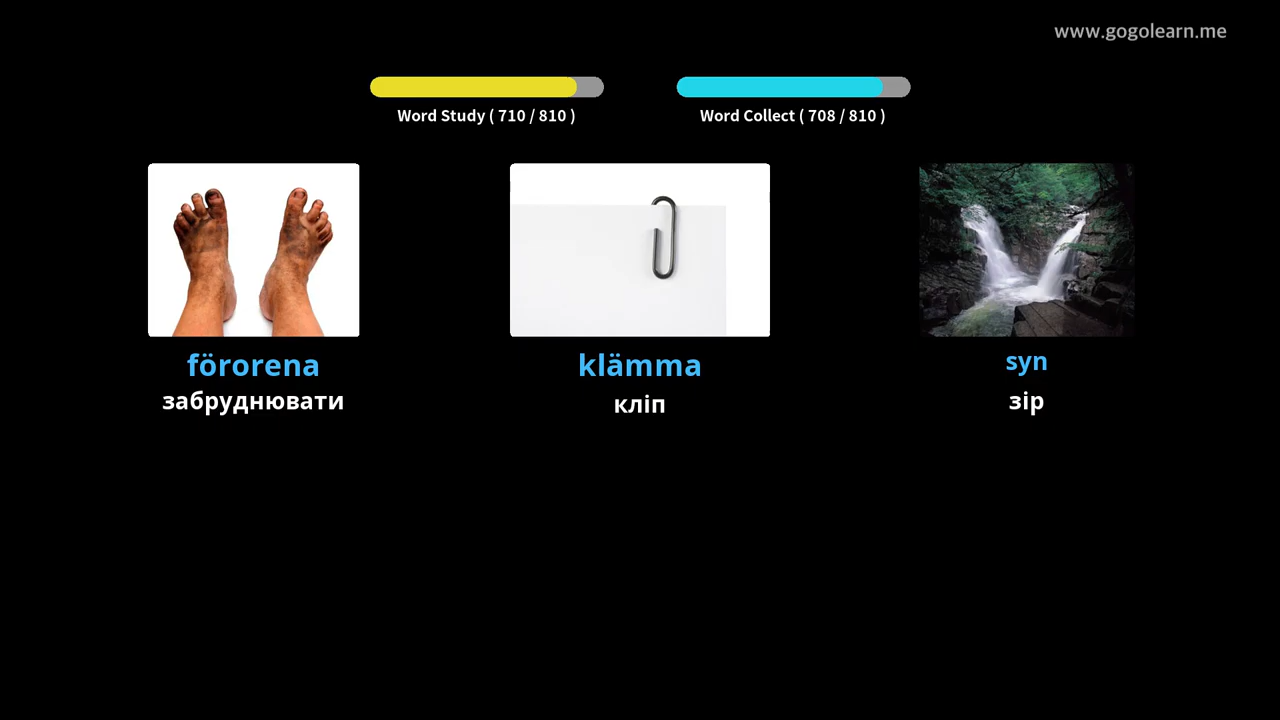 www.gogolearn.me
Word Study ( 710 / 810 )
Word Collect ( 708 / 810 )
förorena
забруднювати
klämma
кліп
syn
зір